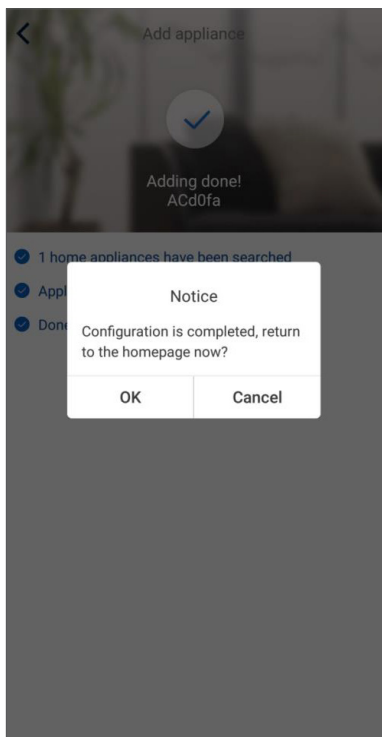 Add appliance
Adding done!
ACd0fa
1 home appliances have been searched
Appl
Done
Notice
Configuration is completed, return
to the homepage now?
OK
Cancel